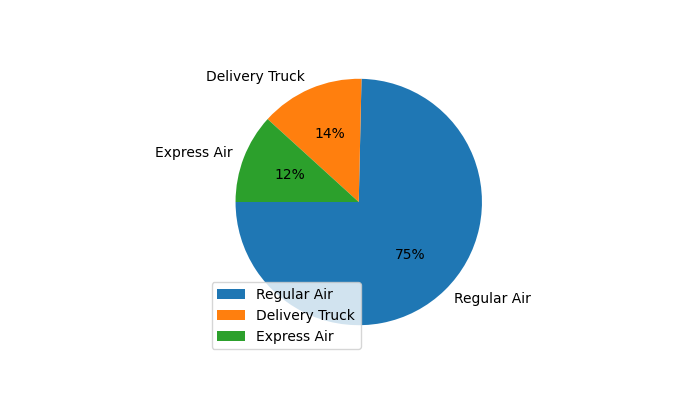 Delivery Truck
14%
Express Air
12%
75%
Regular Air
Regular Air
Delivery Truck
Express Air